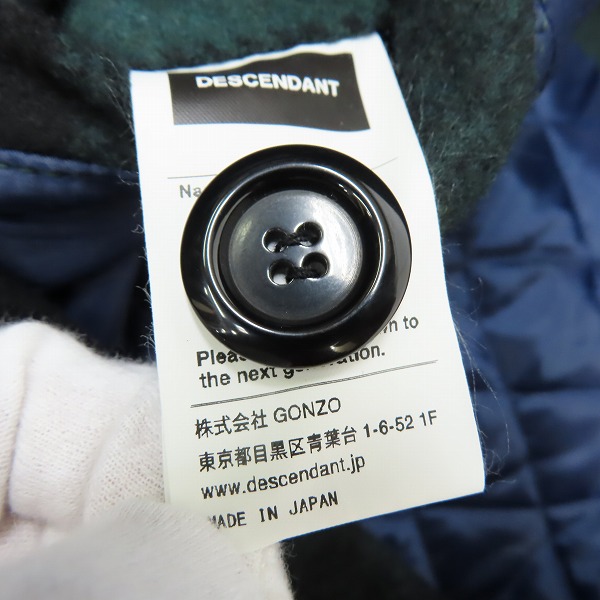 DESCENDANT
Na
Pleas
n to
the next gen ation.
株式会社 GONZO
東京都目黒区青葉台 1-6-52 1F
www.descendant.jp
MADE IN JAPAN